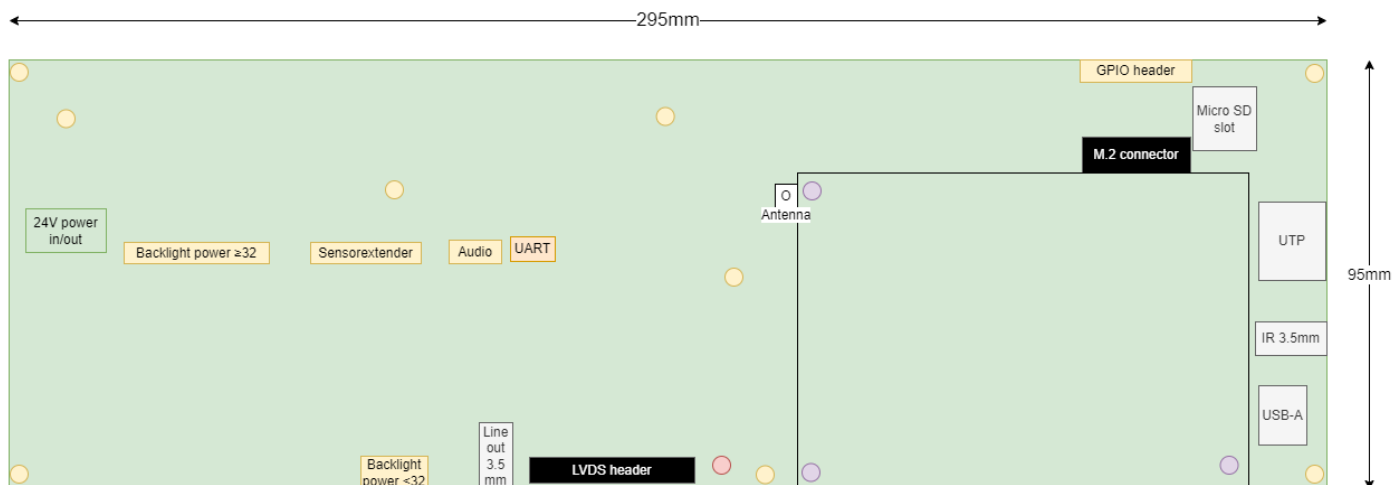 295mm
GPIO header
Micro SD
slot
M.2 connector
O
Antenna
24V power
in/out
UTP
Backlight power ≥32
Sensorextender
Audio
UART
95mm
IR 3.5mm
USB-A
Line
out
3.5
mm
Backlight
power <32
LVDS header